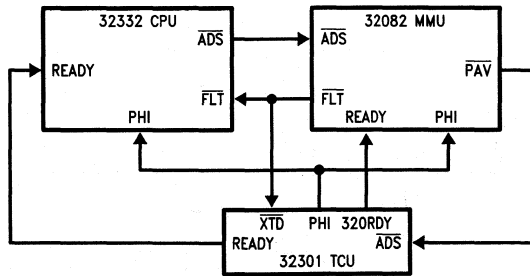 32332 CPU
32082 MMU
ADS
ADS
READY
PAV
FLT
FLT
PHI
READY
PHI
XTD
PHI
320RDY
READY
ADS
32301 TCU